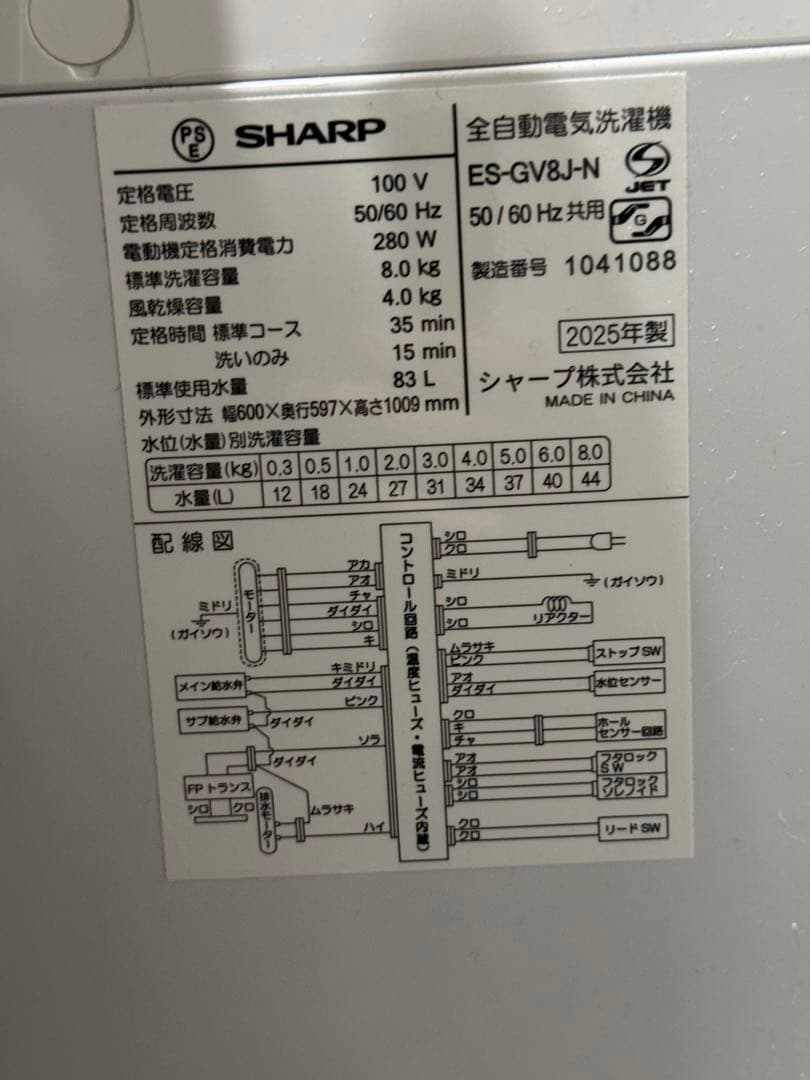 PS
E
SHARP
定格電圧 100 V
定格周波数 50/60 Hz
電動機定格消費電力 280 W
標準洗濯容量 8.0 kg
風乾燥容量 4.0 kg
定格時間 標準コース 35 min
洗いのみ 15 min
標準使用水量 83 L
外形寸法 幅600×奥行597×高さ1009 mm
全自動電気洗濯機
ES-GV8J-N
JET
50/60 Hz 共用
G
製造番号 1041088
2025年製
シャープ株式会社
MADE IN CHINA
水位(水量)別洗濯容量
洗濯容量(kg) 0.3 0.5 1.0 2.0 3.0 4.0 5.0 6.0 8.0
水量(L) 12 18 24 27 31 34 37 40 44
配線図
モーター
ミドリ
(ガイソウ)
アカ
アオ
チャ
ダイダイ
シロ
キ
メイン給水弁
キミドリ
ダイダイ
サブ給水弁
ピンク
ダイダイ
ソラ
ダイダイ
FPトランス
シロ クロ
排水モーター
ムラサキ
ハイ
コントロール回路(温度ヒューズ・電流ヒューズ内蔵)
シロ
クロ
ミドリ
(ガイソウ)
シロ
シロ
リアクター
ムラサキ
ピンク
ストップSW
アオ
ダイダイ
水位センサー
クロ
キ
チャ
ホール
センサー回路
アオ
アオ
フタロック
SW
シロ
シロ
フタロック
ソレノイド
クロ
クロ
リードSW